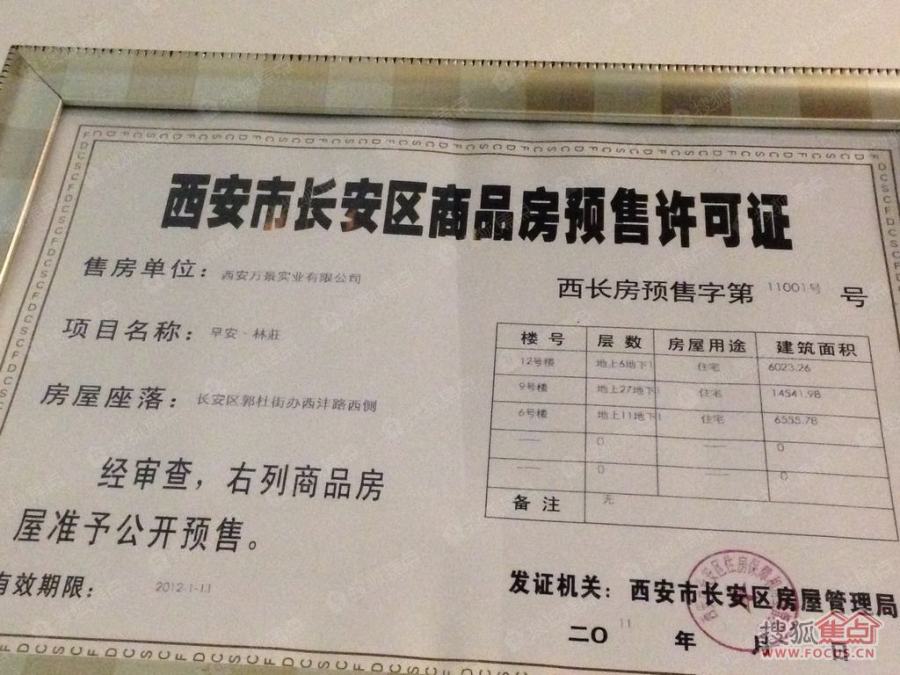 西安市长安区商品房预售许可证
售房单位：西安万景实业有限公司
西长房预售字第 11001号 号
项目名称：早安·林莊
房屋座落：长安区郭杜街办西沣路西侧
经审查，右列商品房
屋准予公开预售。
有效期限： 2012-1-11
楼号 层数 房屋用途 建筑面积
12号楼 地上6地下1 住宅 6023.26
9号楼 地上27地下1 住宅 14541.98
6号楼 地上11地下1 住宅 6555.78
—— 0 —— 0
—— 0 0
备注 无
发证机关：西安市长安区房屋管理局
二〇 11 年 月 日
搜狐焦点
WWW.FOCUS.CN